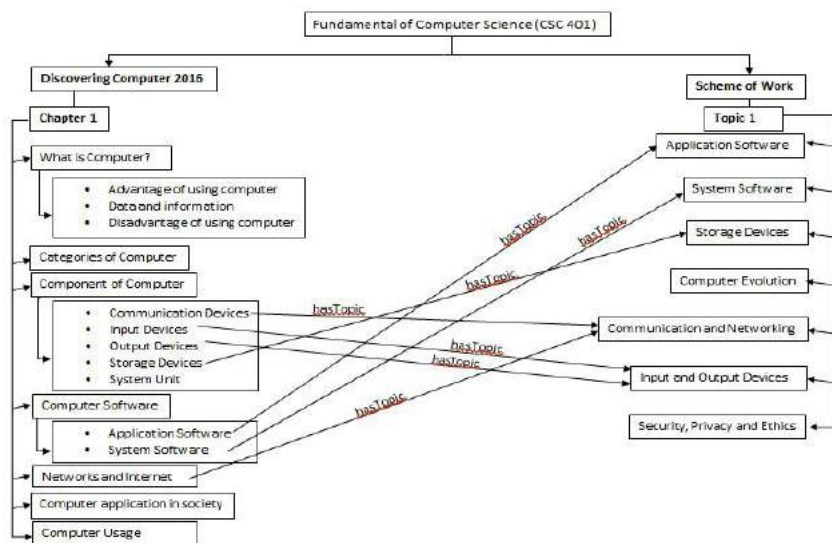 Fundamental of Computer Science (CSC 401)
Discovering Computer 2016
Chapter 1
What is Computer?
• Advantage of using computer
• Data and information
• Disadvantage of using computer
Categories of Computer
Component of Computer
• Communication Devices
• Input Devices
• Output Devices
• Storage Devices
• System Unit
Computer Software
• Application Software
• System Software
Networks and Internet
Computer application in society
Computer Usage
hasTopic
hasTopic
hasTopic
hasTopic
hasTopic
hasTopic
hasTopic
Scheme of Work
Topic 1
Application Software
System Software
Storage Devices
Computer Evolution
Communication and Networking
Input and Output Devices
Security, Privacy and Ethics